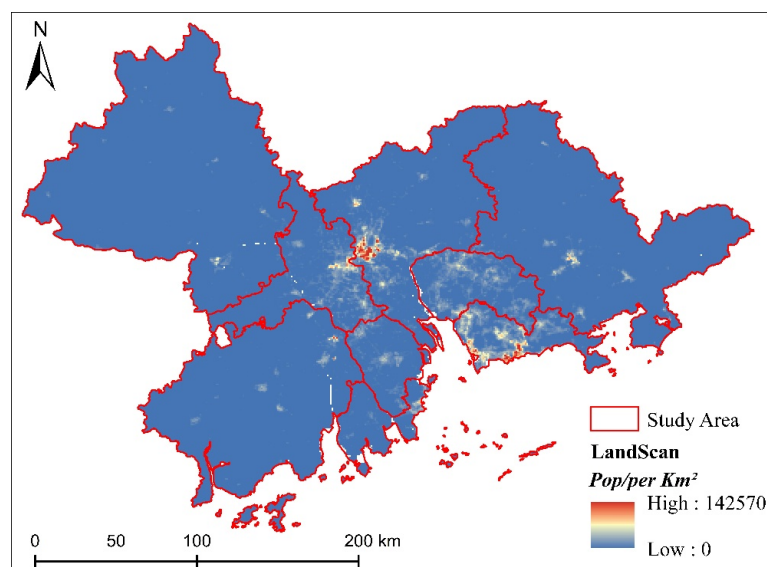 N
Study Area
LandScan
Pop/per Km²
High : 142570
Low : 0
0 50 100 200 km